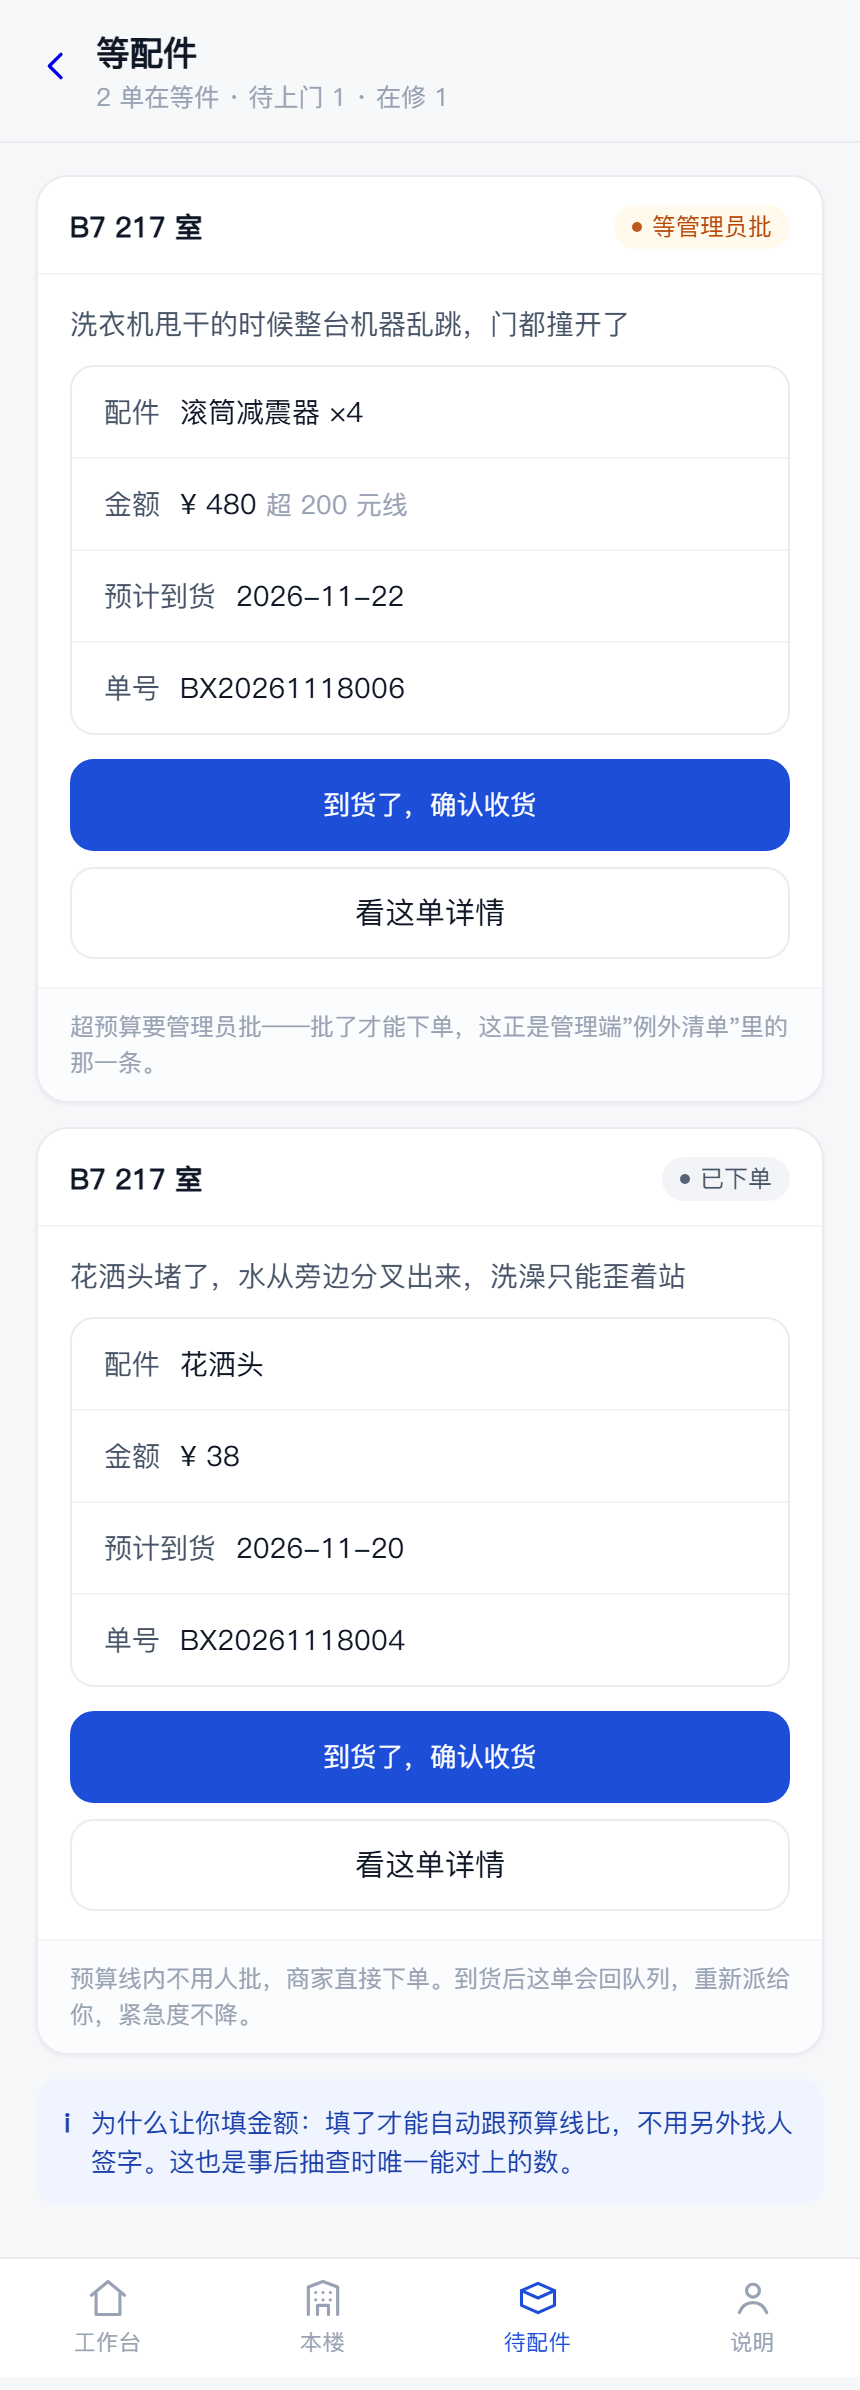 等配件
2 单在等件 · 待上门 1 · 在修 1
B7 217 室
等管理员批
洗衣机甩干的时候整台机器乱跳，门都撞开了
配件 滚筒减震器 ×4
金额 ¥ 480 超 200 元线
预计到货 2026-11-22
单号 BX20261118006
到货了，确认收货
看这单详情
超预算要管理员批——批了才能下单，这正是管理端”例外清单”里的
那一条。
B7 217 室
已下单
花洒头堵了，水从旁边分叉出来，洗澡只能歪着站
配件 花洒头
金额 ¥ 38
预计到货 2026-11-20
单号 BX20261118004
到货了，确认收货
看这单详情
预算线内不用人批，商家直接下单。到货后这单会回队列，重新派给
你，紧急度不降。
i 为什么让你填金额：填了才能自动跟预算线比，不用另外找人
签字。这也是事后抽查时唯一能对上的数。
工作台 本楼 待配件 说明